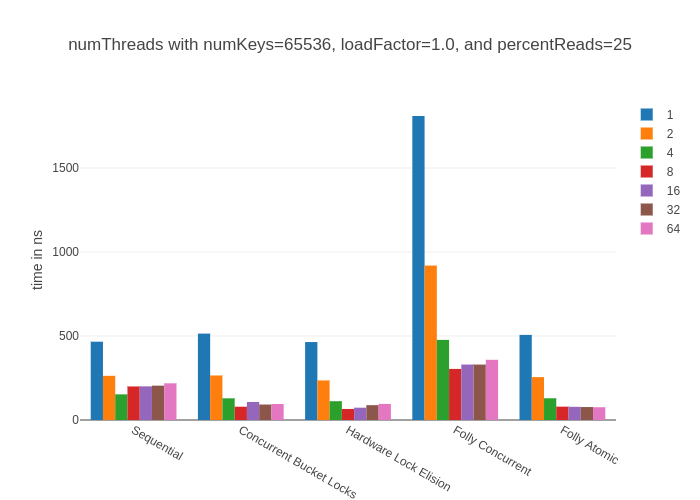 numThreads with numKeys=65536, loadFactor=1.0, and percentReads=25
1
2
4
8
16
32
64
time in ns
1500
1000
500
0
Sequential
Concurrent Bucket Locks
Hardware Lock Elision
Folly Concurrent
Folly Atomic